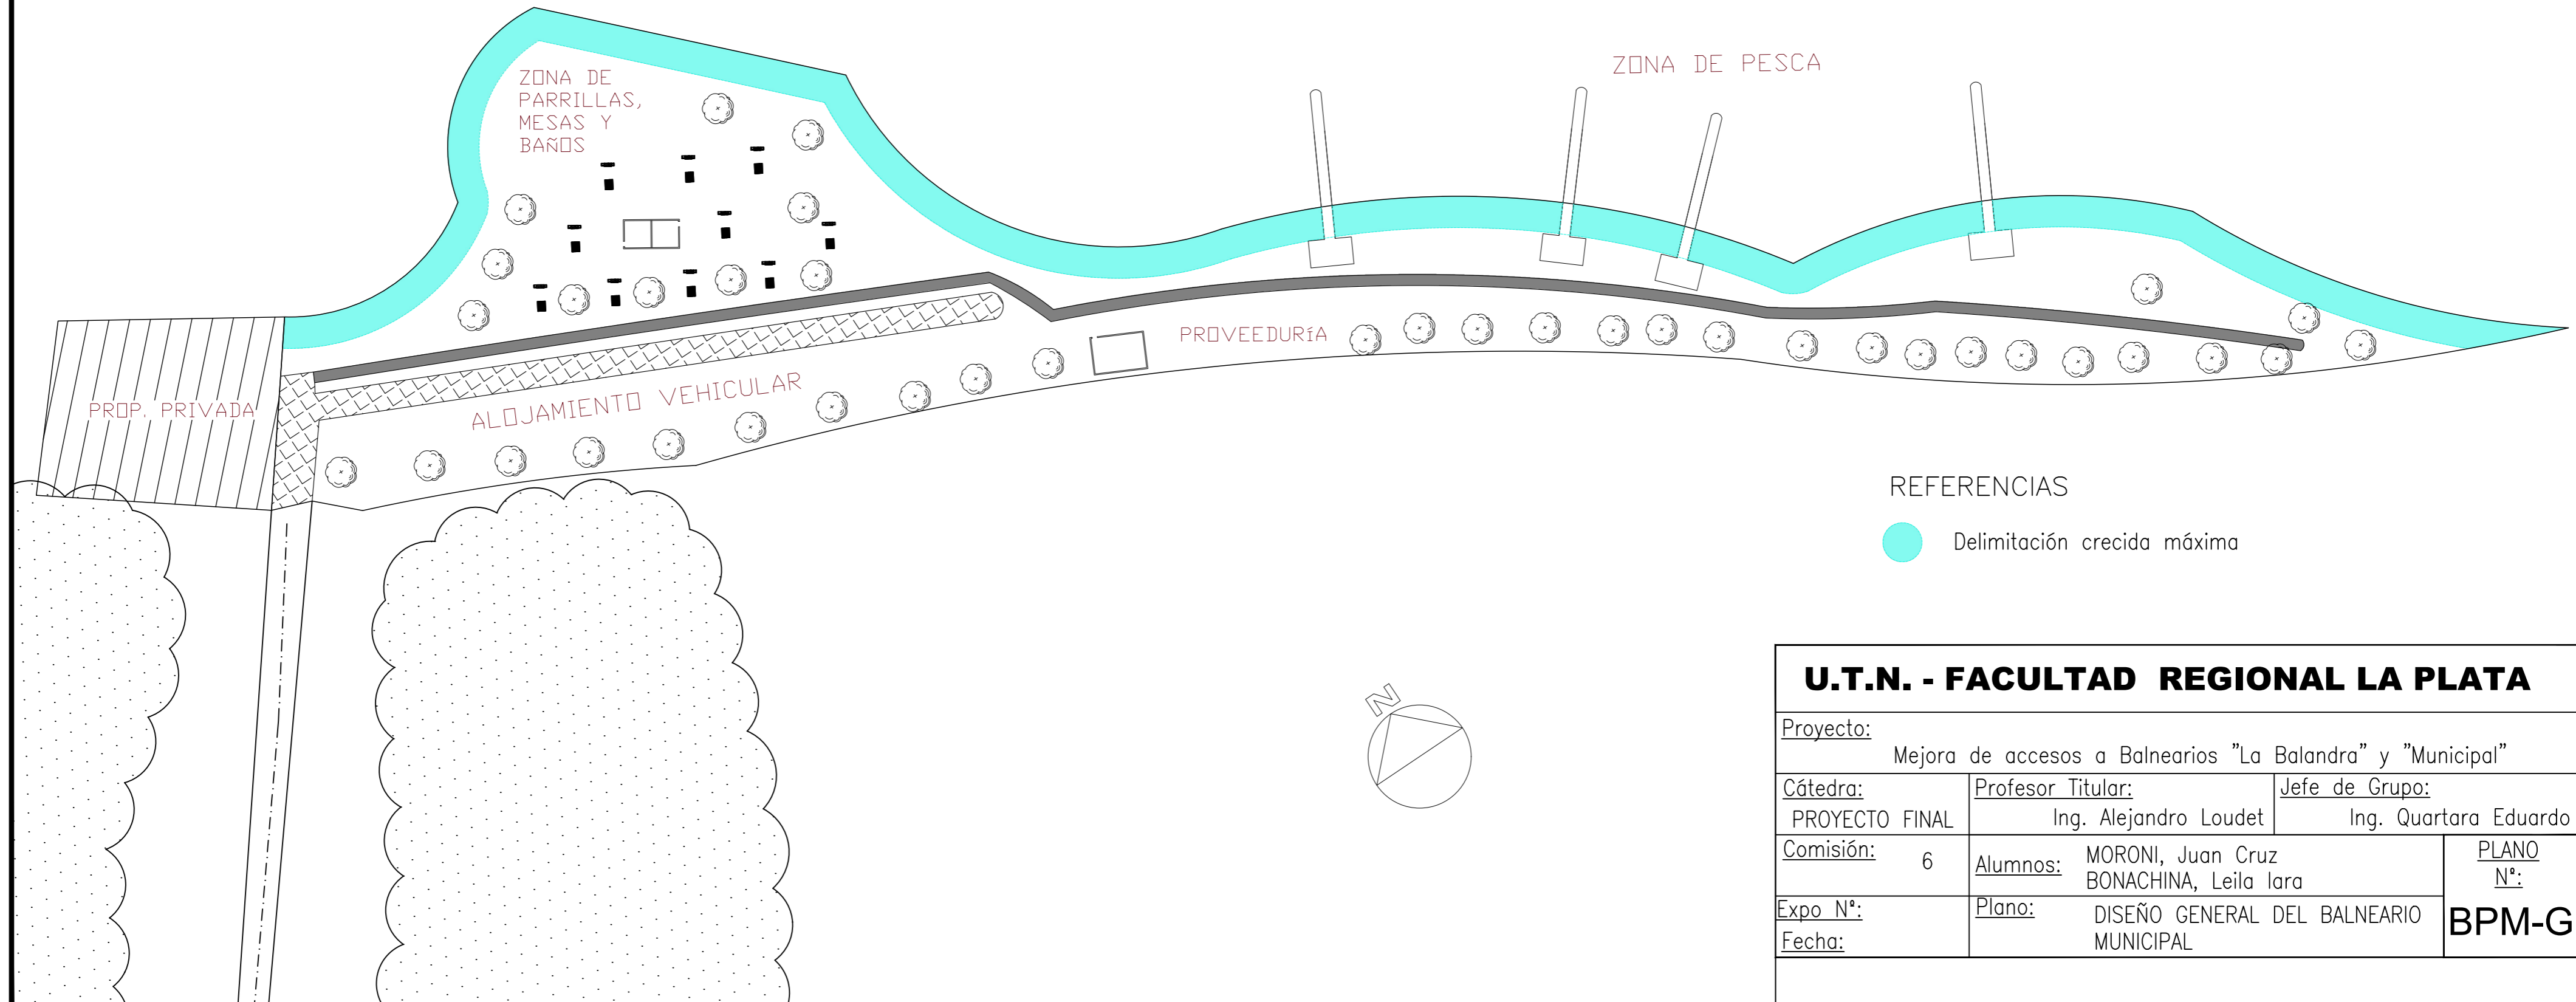 ZONA DE
PARRILLAS,
MESAS Y
BAÑOS
ZONA DE PESCA
PROVEEDURíA
ALOJAMIENTO VEHICULAR
PROP. PRIVADA
REFERENCIAS
Delimitación crecida máxima
N
U.T.N. - FACULTAD REGIONAL LA PLATA
Proyecto:
Mejora de accesos a Balnearios "La Balandra" y "Municipal"
Cátedra:
PROYECTO FINAL
Profesor Titular:
Ing. Alejandro Loudet
Jefe de Grupo:
Ing. Quartara Eduardo
Comisión: 6
Alumnos: MORONI, Juan Cruz
BONACHINA, Leila Iara
PLANO
N°:
BPM-G
Expo N°:
Fecha:
Plano: DISEÑO GENERAL DEL BALNEARIO
MUNICIPAL